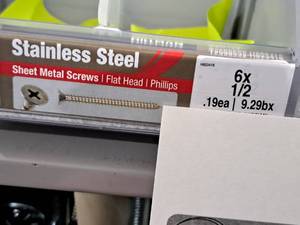 Stainless Steel
Sheet Metal Screws | Flat Head | Phillips
6x
1/2
.19ea | 9.29bx